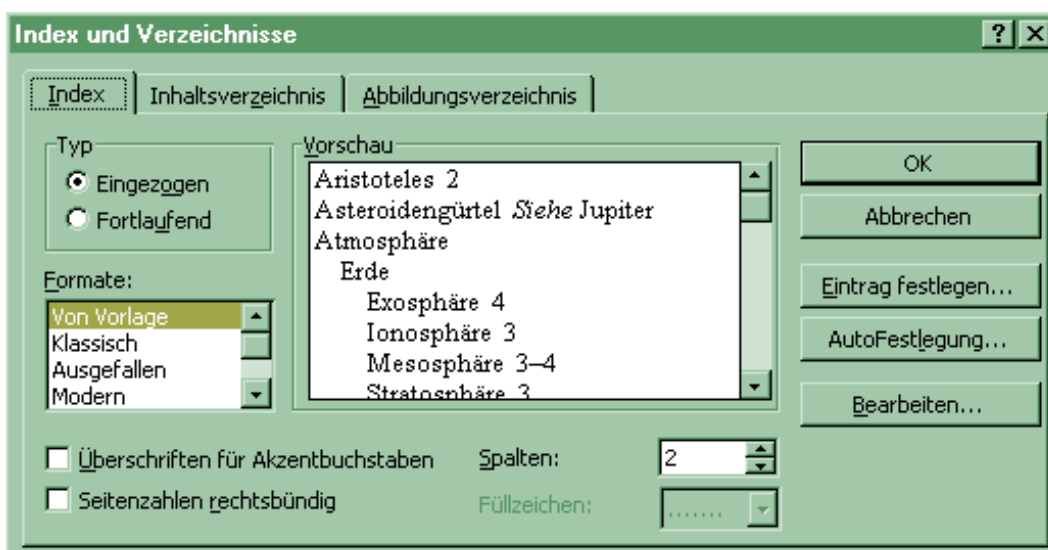 Index und Verzeichnisse
Index
Inhaltsverzeichnis
Abbildungsverzeichnis
Typ
Eingezogen
Fortlaufend
Formate:
Von Vorlage
Klassisch
Ausgefallen
Modern
Vorschau
Aristoteles 2
Asteroidengürtel Siehe Jupiter
Atmosphäre
Erde
Exosphäre 4
Ionosphäre 3
Mesosphäre 3–4
Stratosphäre 3
OK
Abbrechen
Eintrag festlegen...
AutoFestlegung...
Bearbeiten...
Überschriften für Akzentbuchstaben
Seitenzahlen rechtsbündig
Spalten:
2
Füllzeichen:
.......